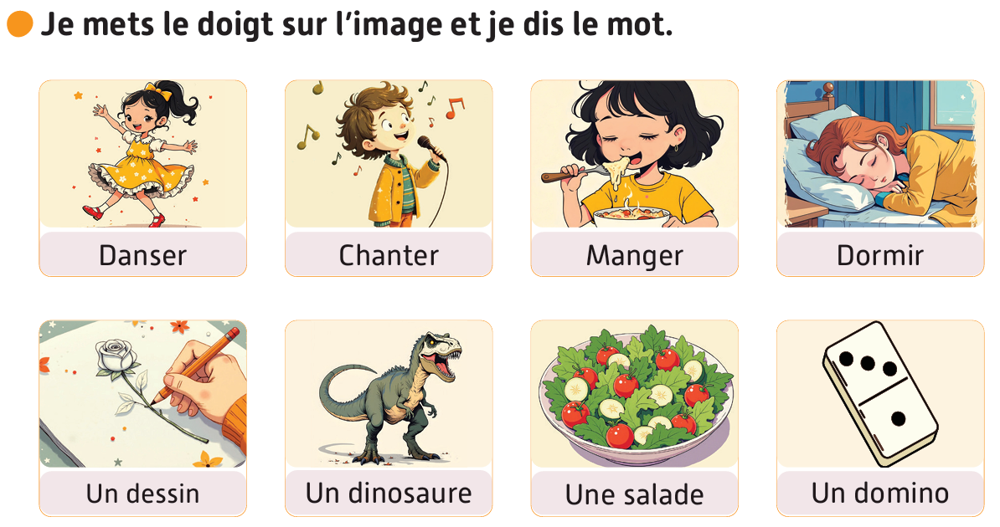 Je mets le doigt sur l'image et je dis le mot.
Danser
Chanter
Manger
Dormir
Un dessin
Un dinosaure
Une salade
Un domino